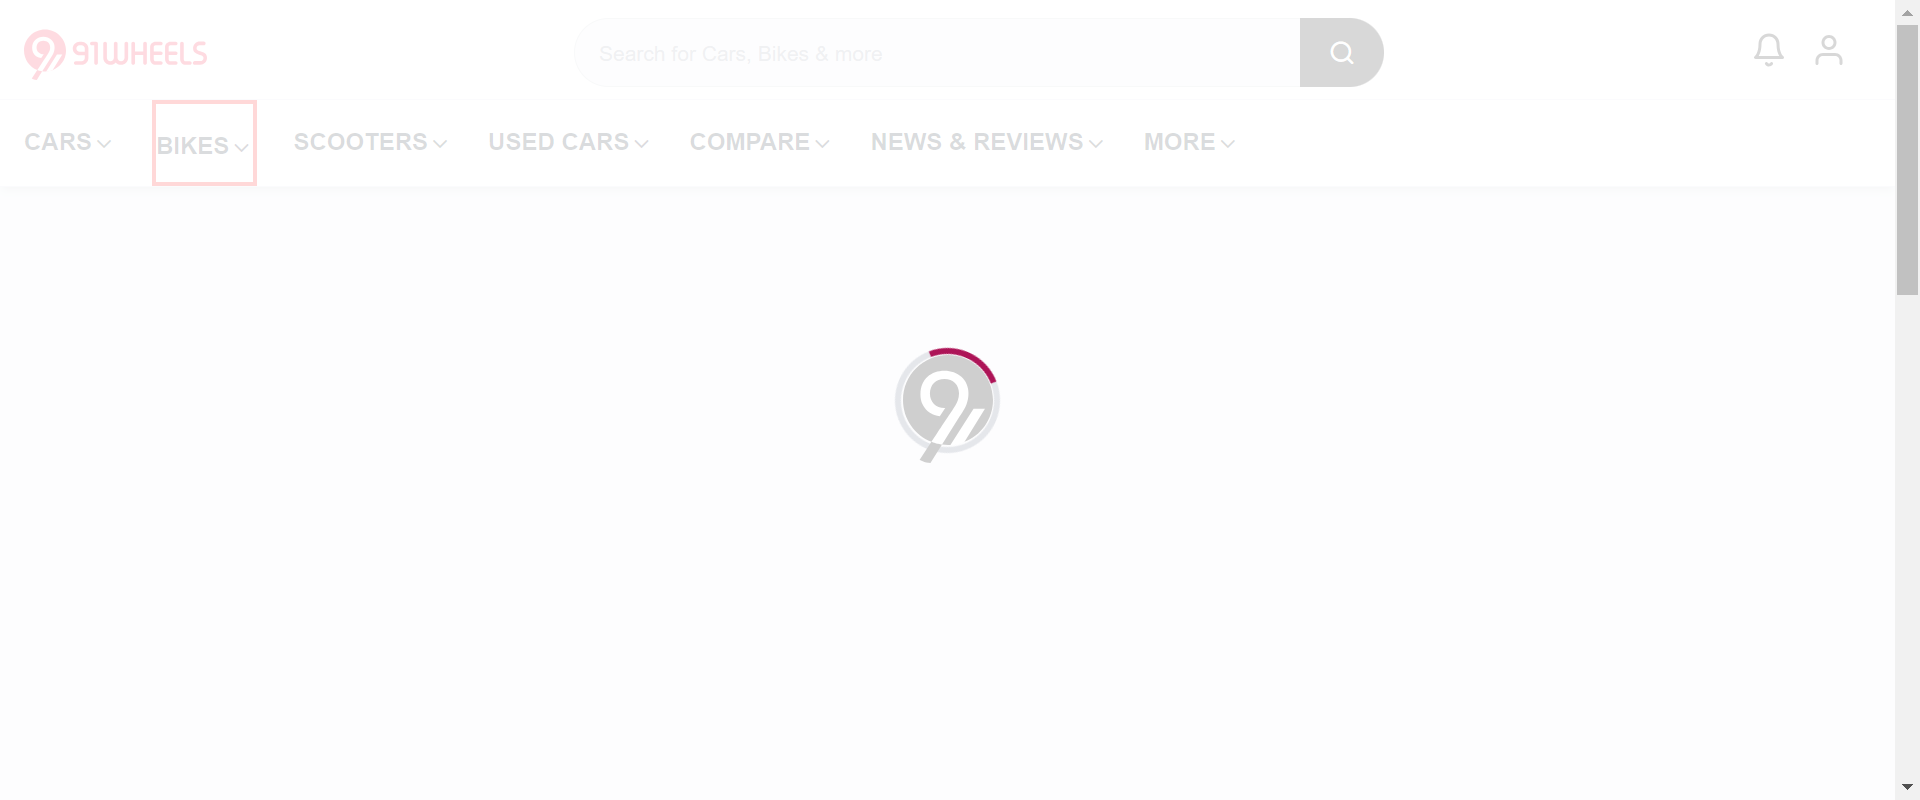 91WHEELS
Search for Cars, Bikes & more
CARS BIKES SCOOTERS USED CARS COMPARE NEWS & REVIEWS MORE